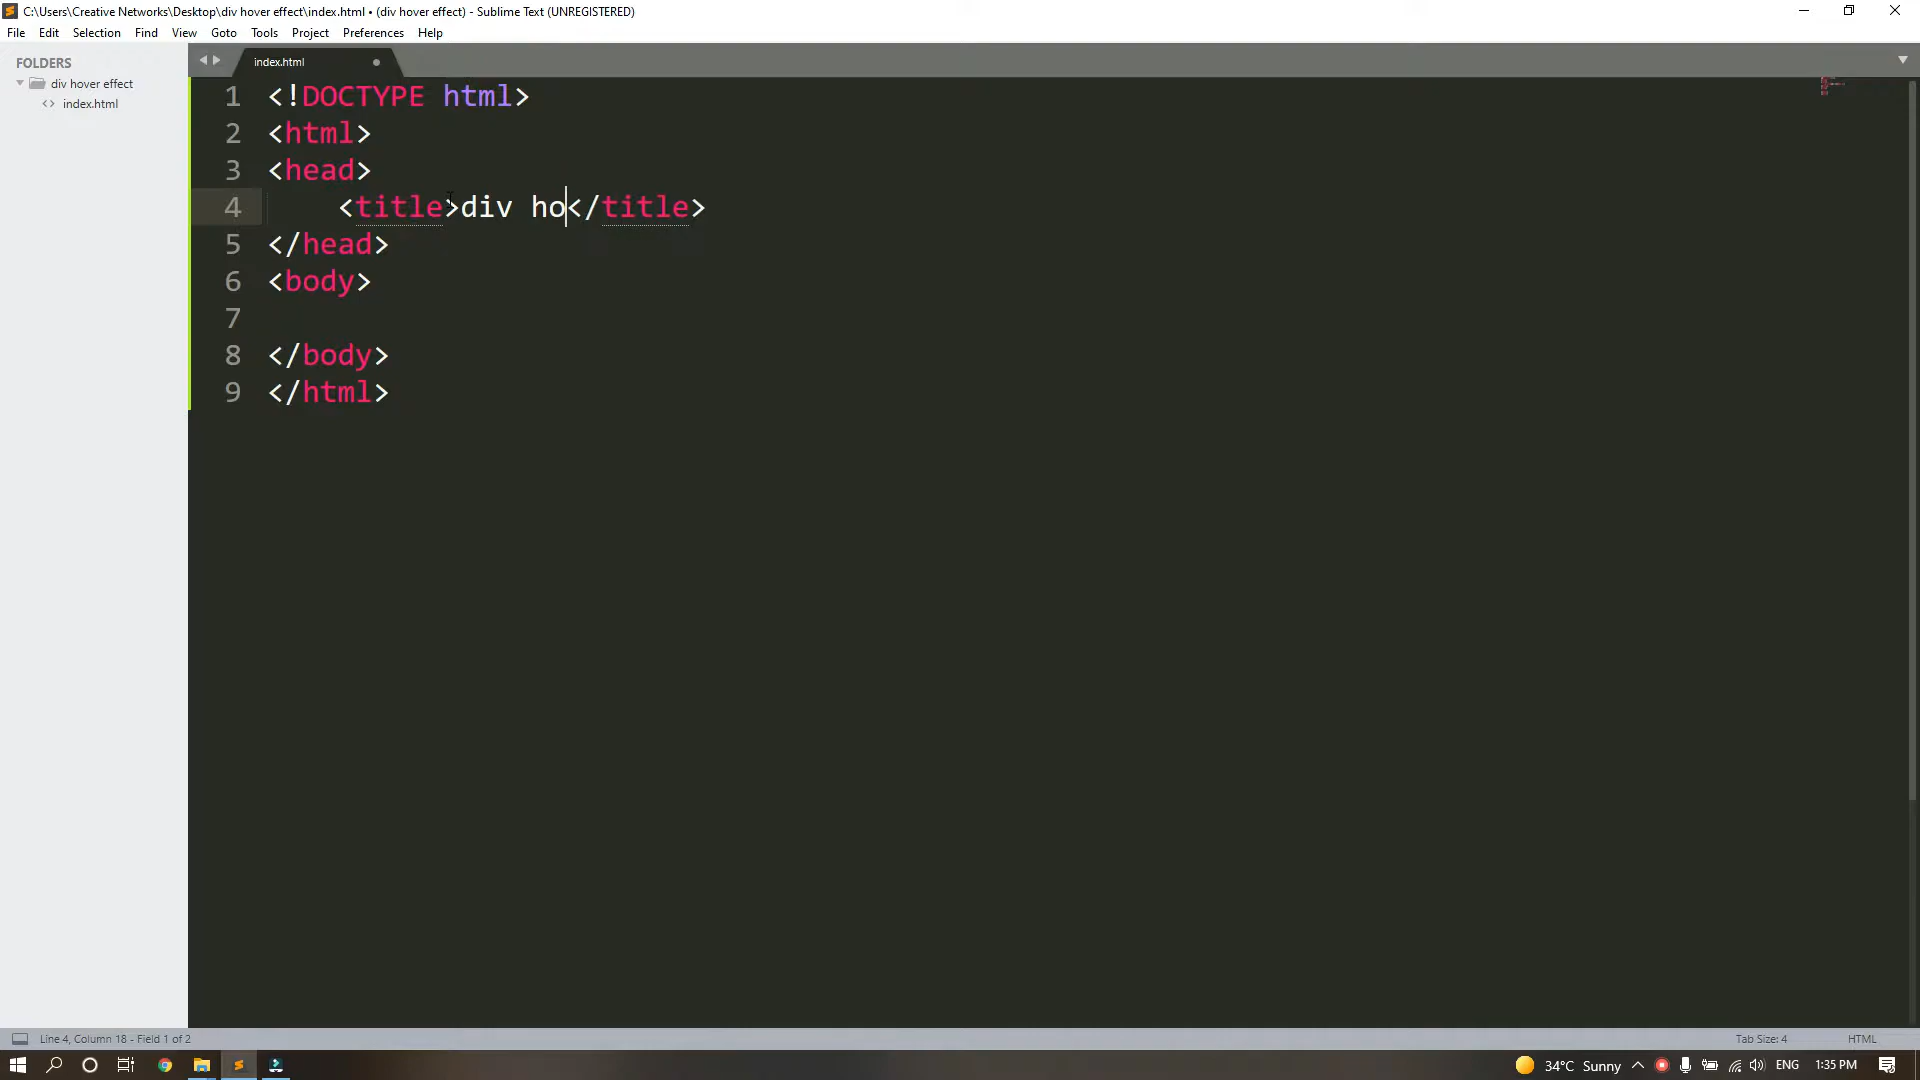 C:\Users\Creative Networks\Desktop\div hover effect\index.html • (div hover effect) - Sublime Text (UNREGISTERED)
File Edit Selection Find View Goto Tools Project Preferences Help
FOLDERS
div hover effect
index.html
index.html
1 <!DOCTYPE html>
2 <html>
3 <head>
4 <title>div ho</title>
5 </head>
6 <body>
7
8 </body>
9 </html>
Line 4, Column 18 - Field 1 of 2
Tab Size: 4
HTML
34°C Sunny
ENG
1:35 PM